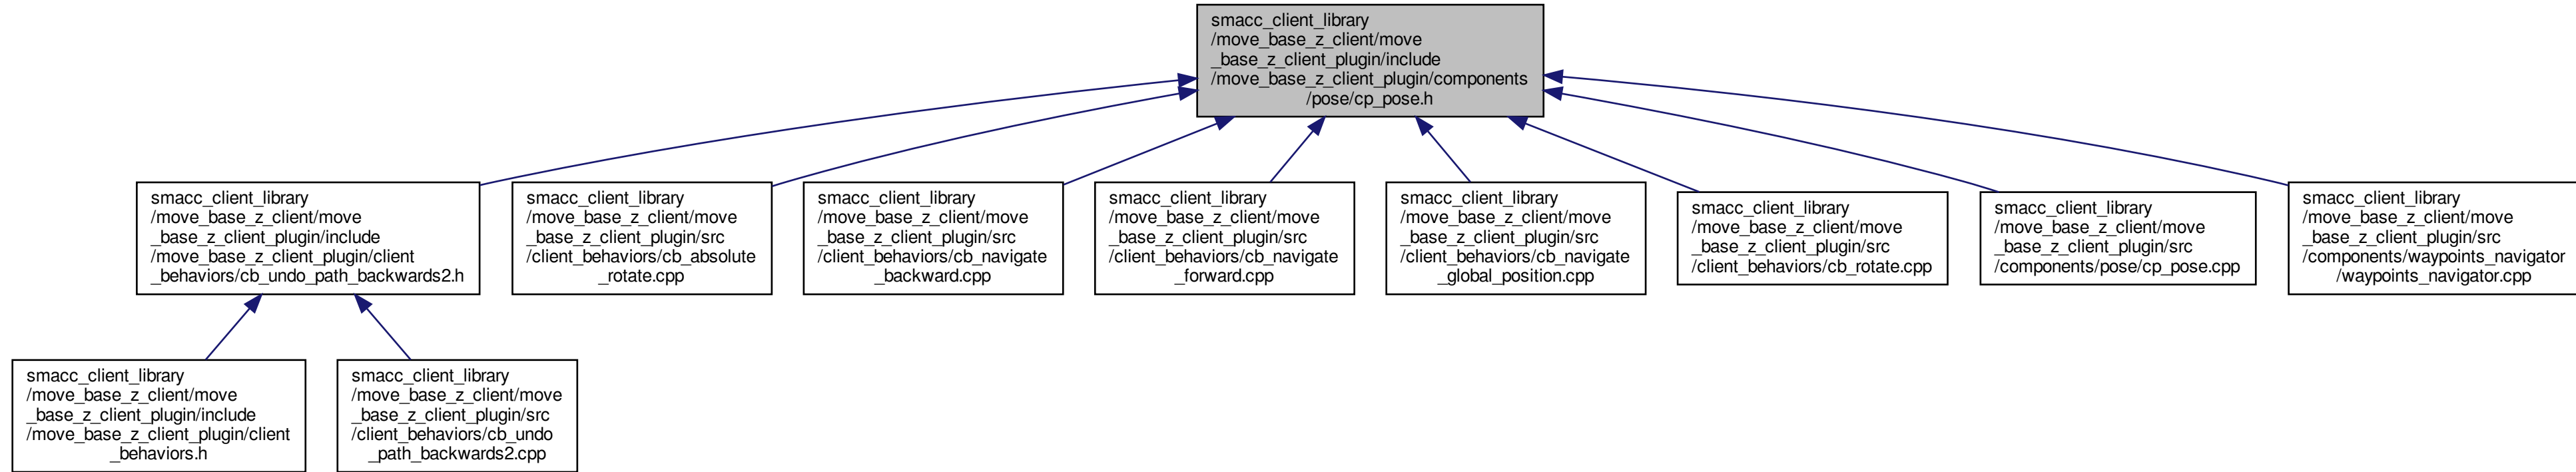 smacc_client_library
/move_base_z_client/move
_base_z_client_plugin/include
/move_base_z_client_plugin/components
/pose/cp_pose.h
smacc_client_library
/move_base_z_client/move
_base_z_client_plugin/include
/move_base_z_client_plugin/client
_behaviors/cb_undo_path_backwards2.h
smacc_client_library
/move_base_z_client/move
_base_z_client_plugin/src
/client_behaviors/cb_absolute
_rotate.cpp
smacc_client_library
/move_base_z_client/move
_base_z_client_plugin/src
/client_behaviors/cb_navigate
_backward.cpp
smacc_client_library
/move_base_z_client/move
_base_z_client_plugin/src
/client_behaviors/cb_navigate
_forward.cpp
smacc_client_library
/move_base_z_client/move
_base_z_client_plugin/src
/client_behaviors/cb_navigate
_global_position.cpp
smacc_client_library
/move_base_z_client/move
_base_z_client_plugin/src
/client_behaviors/cb_rotate.cpp
smacc_client_library
/move_base_z_client/move
_base_z_client_plugin/src
/components/pose/cp_pose.cpp
smacc_client_library
/move_base_z_client/move
_base_z_client_plugin/src
/components/waypoints_navigator
/waypoints_navigator.cpp
smacc_client_library
/move_base_z_client/move
_base_z_client_plugin/include
/move_base_z_client_plugin/client
_behaviors.h
smacc_client_library
/move_base_z_client/move
_base_z_client_plugin/src
/client_behaviors/cb_undo
_path_backwards2.cpp